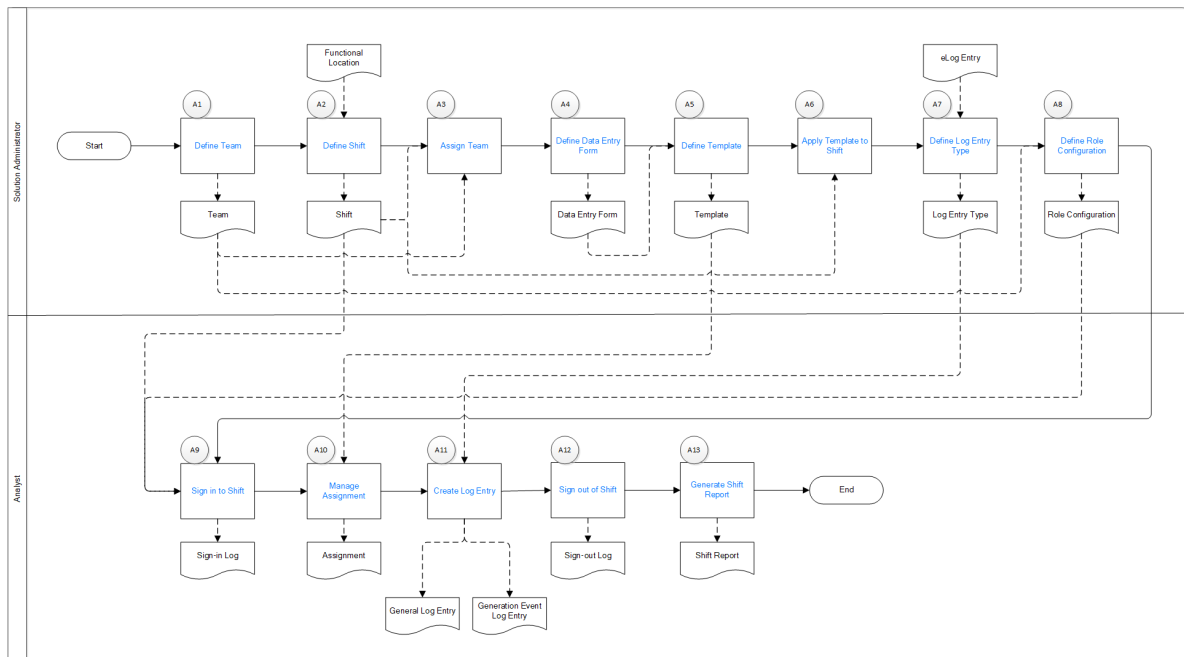 Solution Administrator
Functional
Location
eLog Entry
A1
A2
A3
A4
A5
A6
A7
A8
Start
Define Team
Define Shift
Assign Team
Define Data Entry
Form
Define Template
Apply Template to
Shift
Define Log Entry
Type
Define Role
Configuration
Team
Shift
Data Entry Form
Template
Log Entry Type
Role Configuration
Analyst
A9
A10
A11
A12
A13
Sign in to Shift
Manage
Assignment
Create Log Entry
Sign out of Shift
Generate Shift
Report
End
Sign-in Log
Assignment
Sign-out Log
Shift Report
General Log Entry
Generation Event
Log Entry